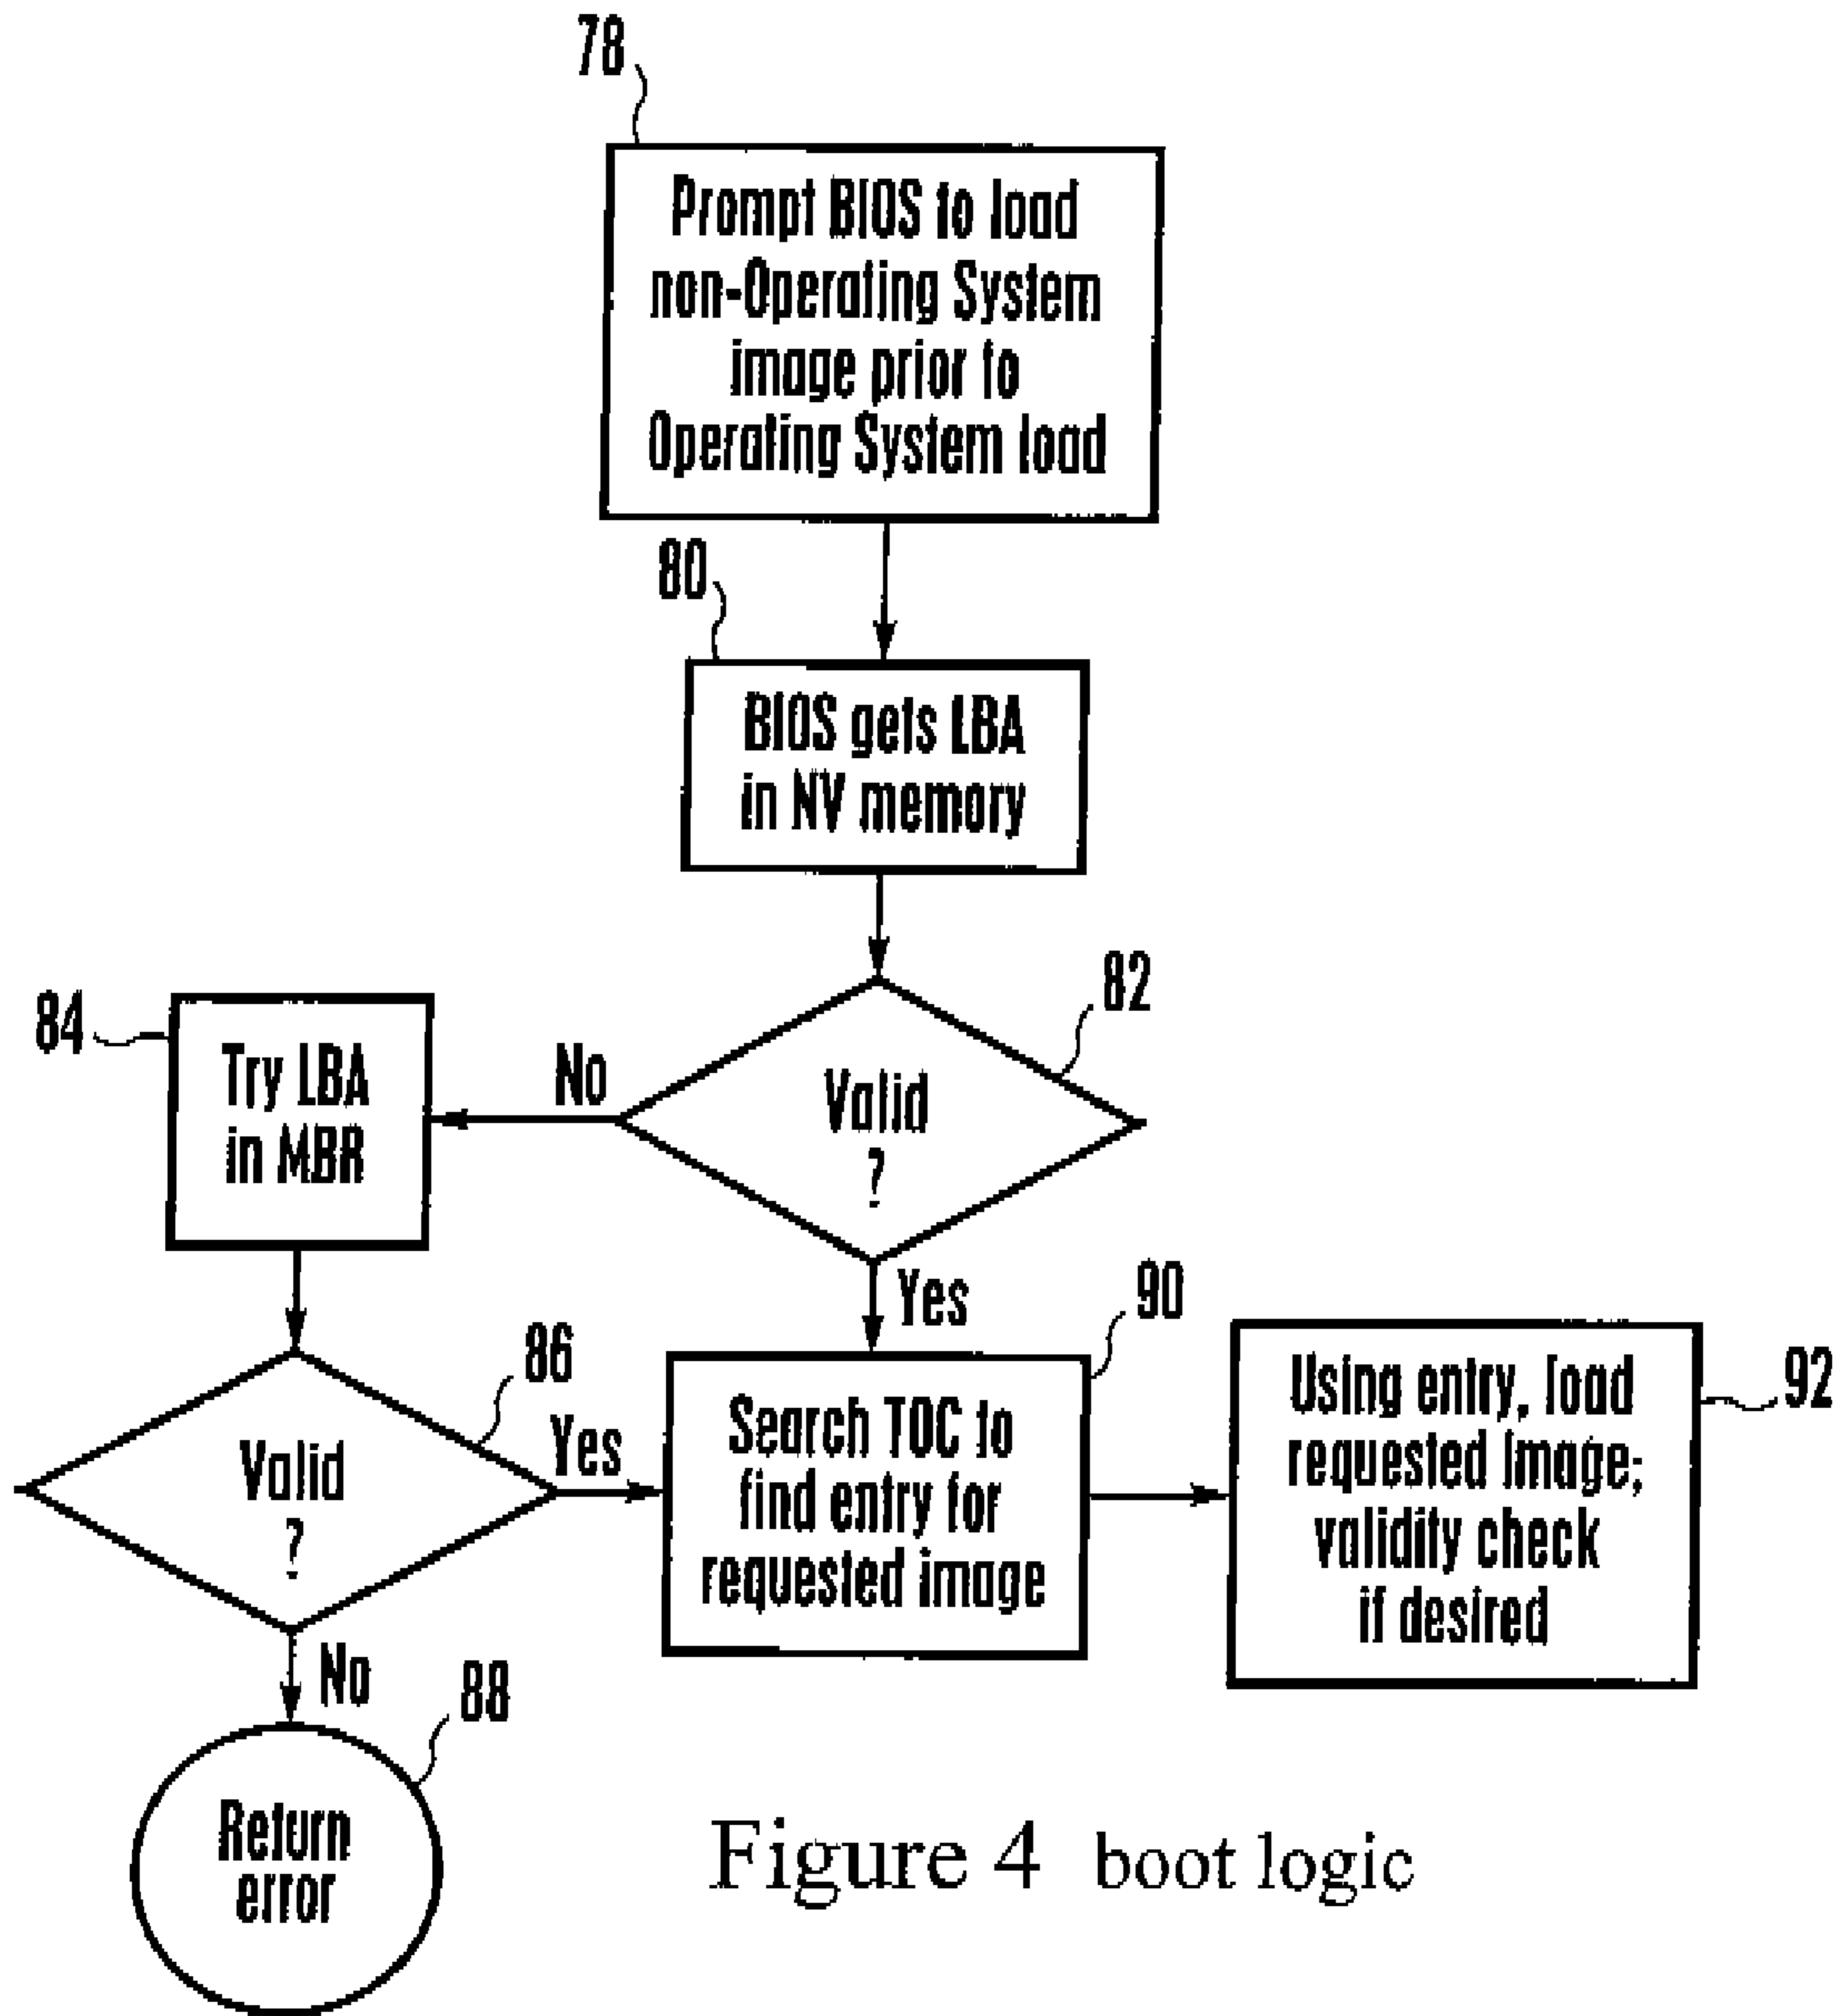 78
Prompt BIOS to load
non-Operating System
image prior to
Operating System load
80
BIOS gets LBA
in NV memory
82
Valid
?
No
84
Try LBA
in MBR
Yes
86
Valid
?
Yes
No
88
Return
error
90
Search TOC to
find entry for
requested image
92
Using entry, load
requested image;
validity check
if desired
Figure 4 boot logic